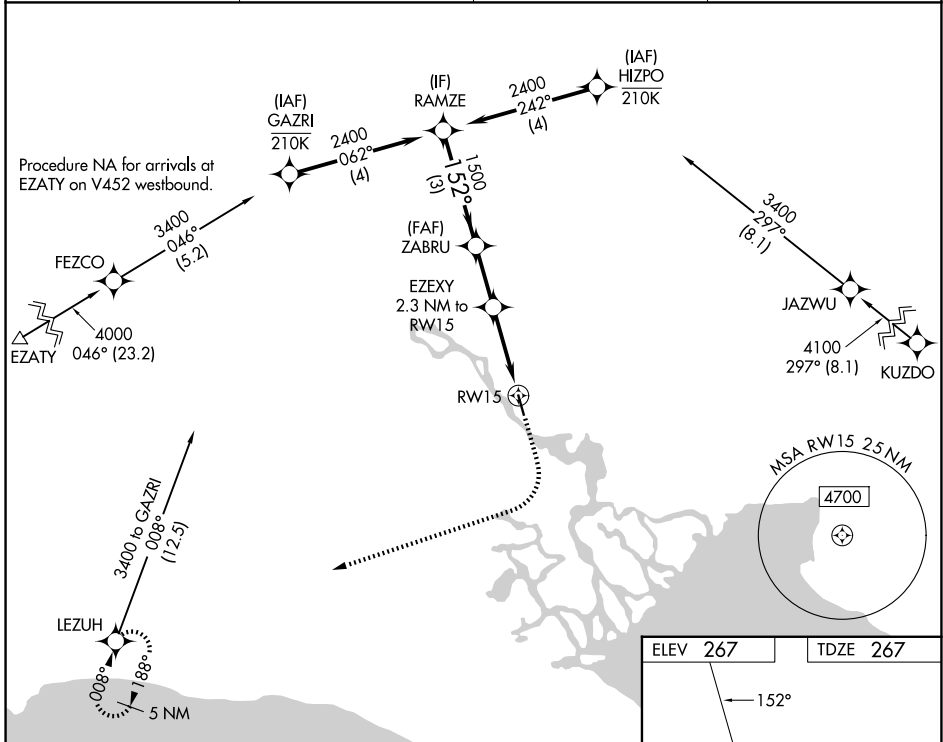 (IAF)
HIZPO
210K
(IF)
RAMZE
2400
242°
(4)
(IAF)
GAZRI
210K
2400
062°
(4)
Procedure NA for arrivals at
EZATY on V452 westbound.
1500
152°
(3)
3400
046°
(5.2)
3400
297°
(8.1)
(FAF)
ZABRU
FEZCO
EZEXY
2.3 NM to
RW15
JAZWU
4000
046° (23.2)
EZATY
4100
297° (8.1)
KUZDO
RW15
MSA RW15 25 NM
4700
3400 to GAZRI
008°
(12.5)
LEZUH
008°
188°
5 NM
ELEV 267
TDZE 267
152°